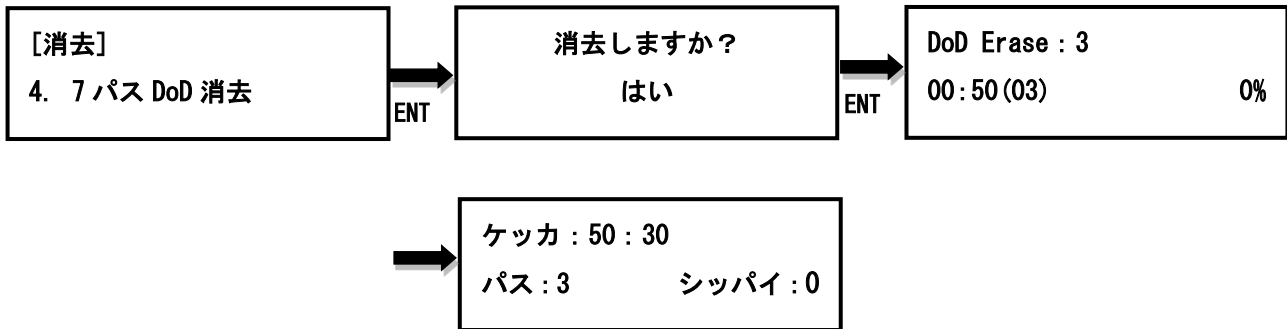 [消去]
4. 7パス DoD 消去
ENT
消去しますか？
はい
ENT
DoD Erase : 3
00:50(03) 0%
ケッカ : 50 : 30
パス : 3 シッパイ : 0